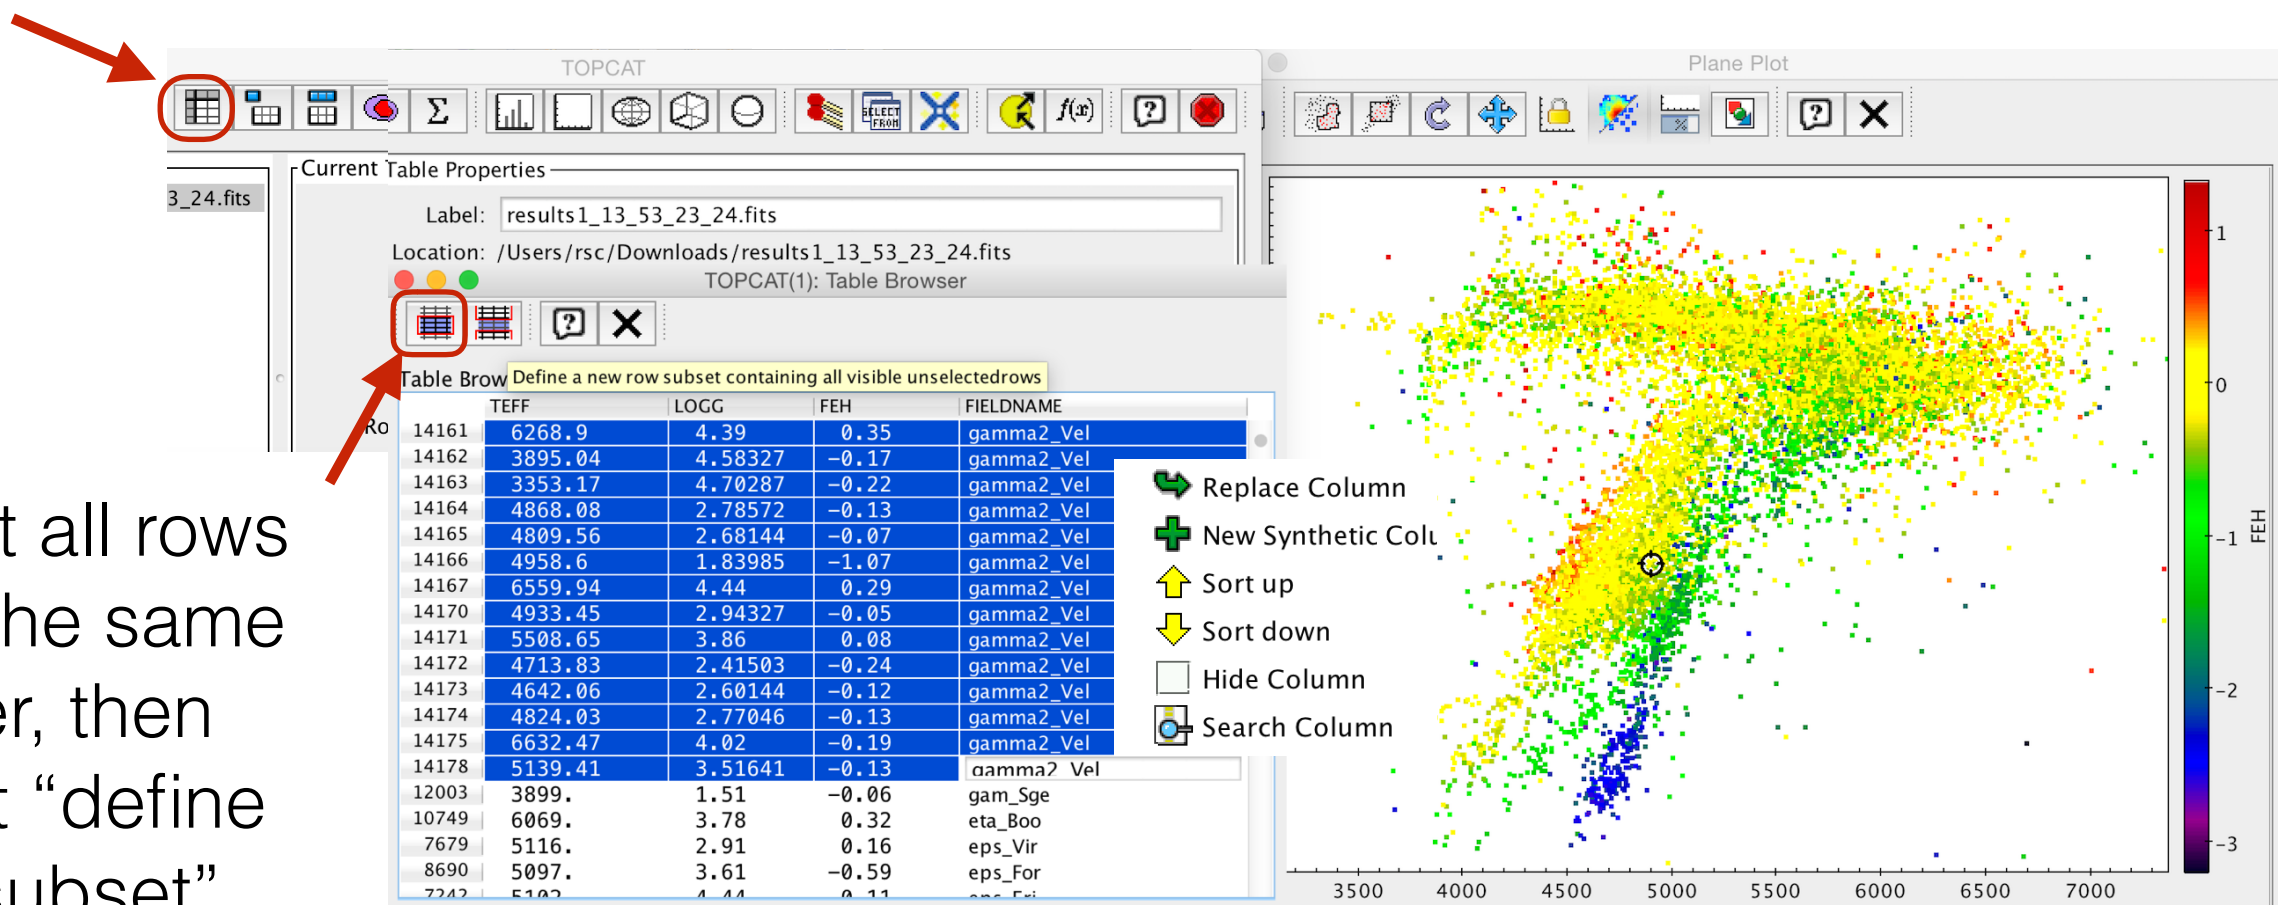 TOPCAT
Plane Plot
Σ
SELECT
FROM
f(x)
?
%
?
Current Table Properties
3_24.fits
Label: results1_13_53_23_24.fits
Location: /Users/rsc/Downloads/results1_13_53_23_24.fits
TOPCAT(1): Table Browser
?
Table Brow
Define a new row subset containing all visible unselectedrows
Ro
TEFF LOGG FEH FIELDNAME
14161 6268.9 4.39 0.35 gamma2_Vel
14162 3895.04 4.58327 −0.17 gamma2_Vel
14163 3353.17 4.70287 −0.22 gamma2_Vel
14164 4868.08 2.78572 −0.13 gamma2_Vel
14165 4809.56 2.68144 −0.07 gamma2_Vel
14166 4958.6 1.83985 −1.07 gamma2_Vel
14167 6559.94 4.44 0.29 gamma2_Vel
14170 4933.45 2.94327 −0.05 gamma2_Vel
14171 5508.65 3.86 0.08 gamma2_Vel
14172 4713.83 2.41503 −0.24 gamma2_Vel
14173 4642.06 2.60144 −0.12 gamma2_Vel
14174 4824.03 2.77046 −0.13 gamma2_Vel
14175 6632.47 4.02 −0.19 gamma2_Vel
14178 5139.41 3.51641 −0.13 gamma2_Vel
12003 3899. 1.51 −0.06 gam_Sge
10749 6069. 3.78 0.32 eta_Boo
7679 5116. 2.91 0.16 eps_Vir
8690 5097. 3.61 −0.59 eps_For
7242 5102 4.44
Replace Column
New Synthetic Colu
Sort up
Sort down
Hide Column
Search Column
t all rows
he same
er, then
t “define
subset”
1
0
−1
−2
−3
FEH
3500 4000 4500 5000 5500 6000 6500 7000